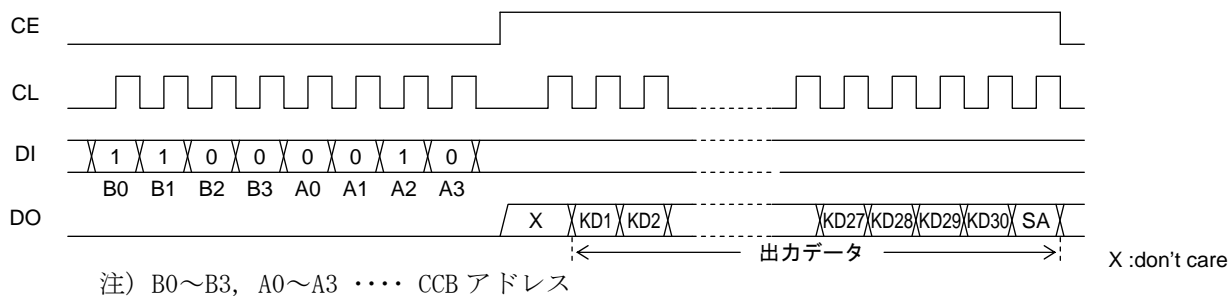 CE
CL
DI 1 1 0 0 0 0 1 0
B0 B1 B2 B3 A0 A1 A2 A3
DO X KD1 KD2 KD27 KD28 KD29 KD30 SA
出力データ
X :don't care
注) B0～B3, A0～A3 ････ CCB アドレス